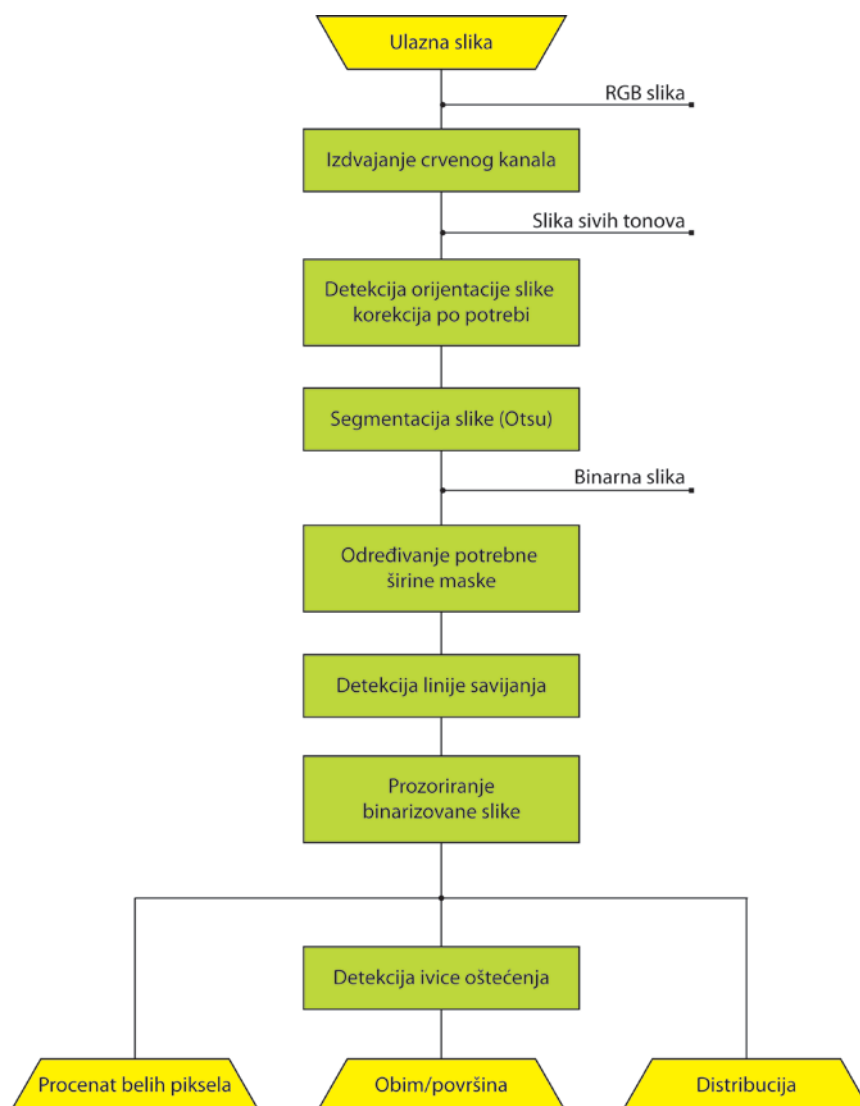 Ulazna slika
RGB slika
Izdvajanje crvenog kanala
Slika sivih tonova
Detekcija orijentacije slike
korekcija po potrebi
Segmentacija slike (Otsu)
Binarna slika
Određivanje potrebne
širine maske
Detekcija linije savijanja
Prozoriranje
binarizovane slike
Detekcija ivice oštećenja
Procenat belih piksela
Obim/površina
Distribucija